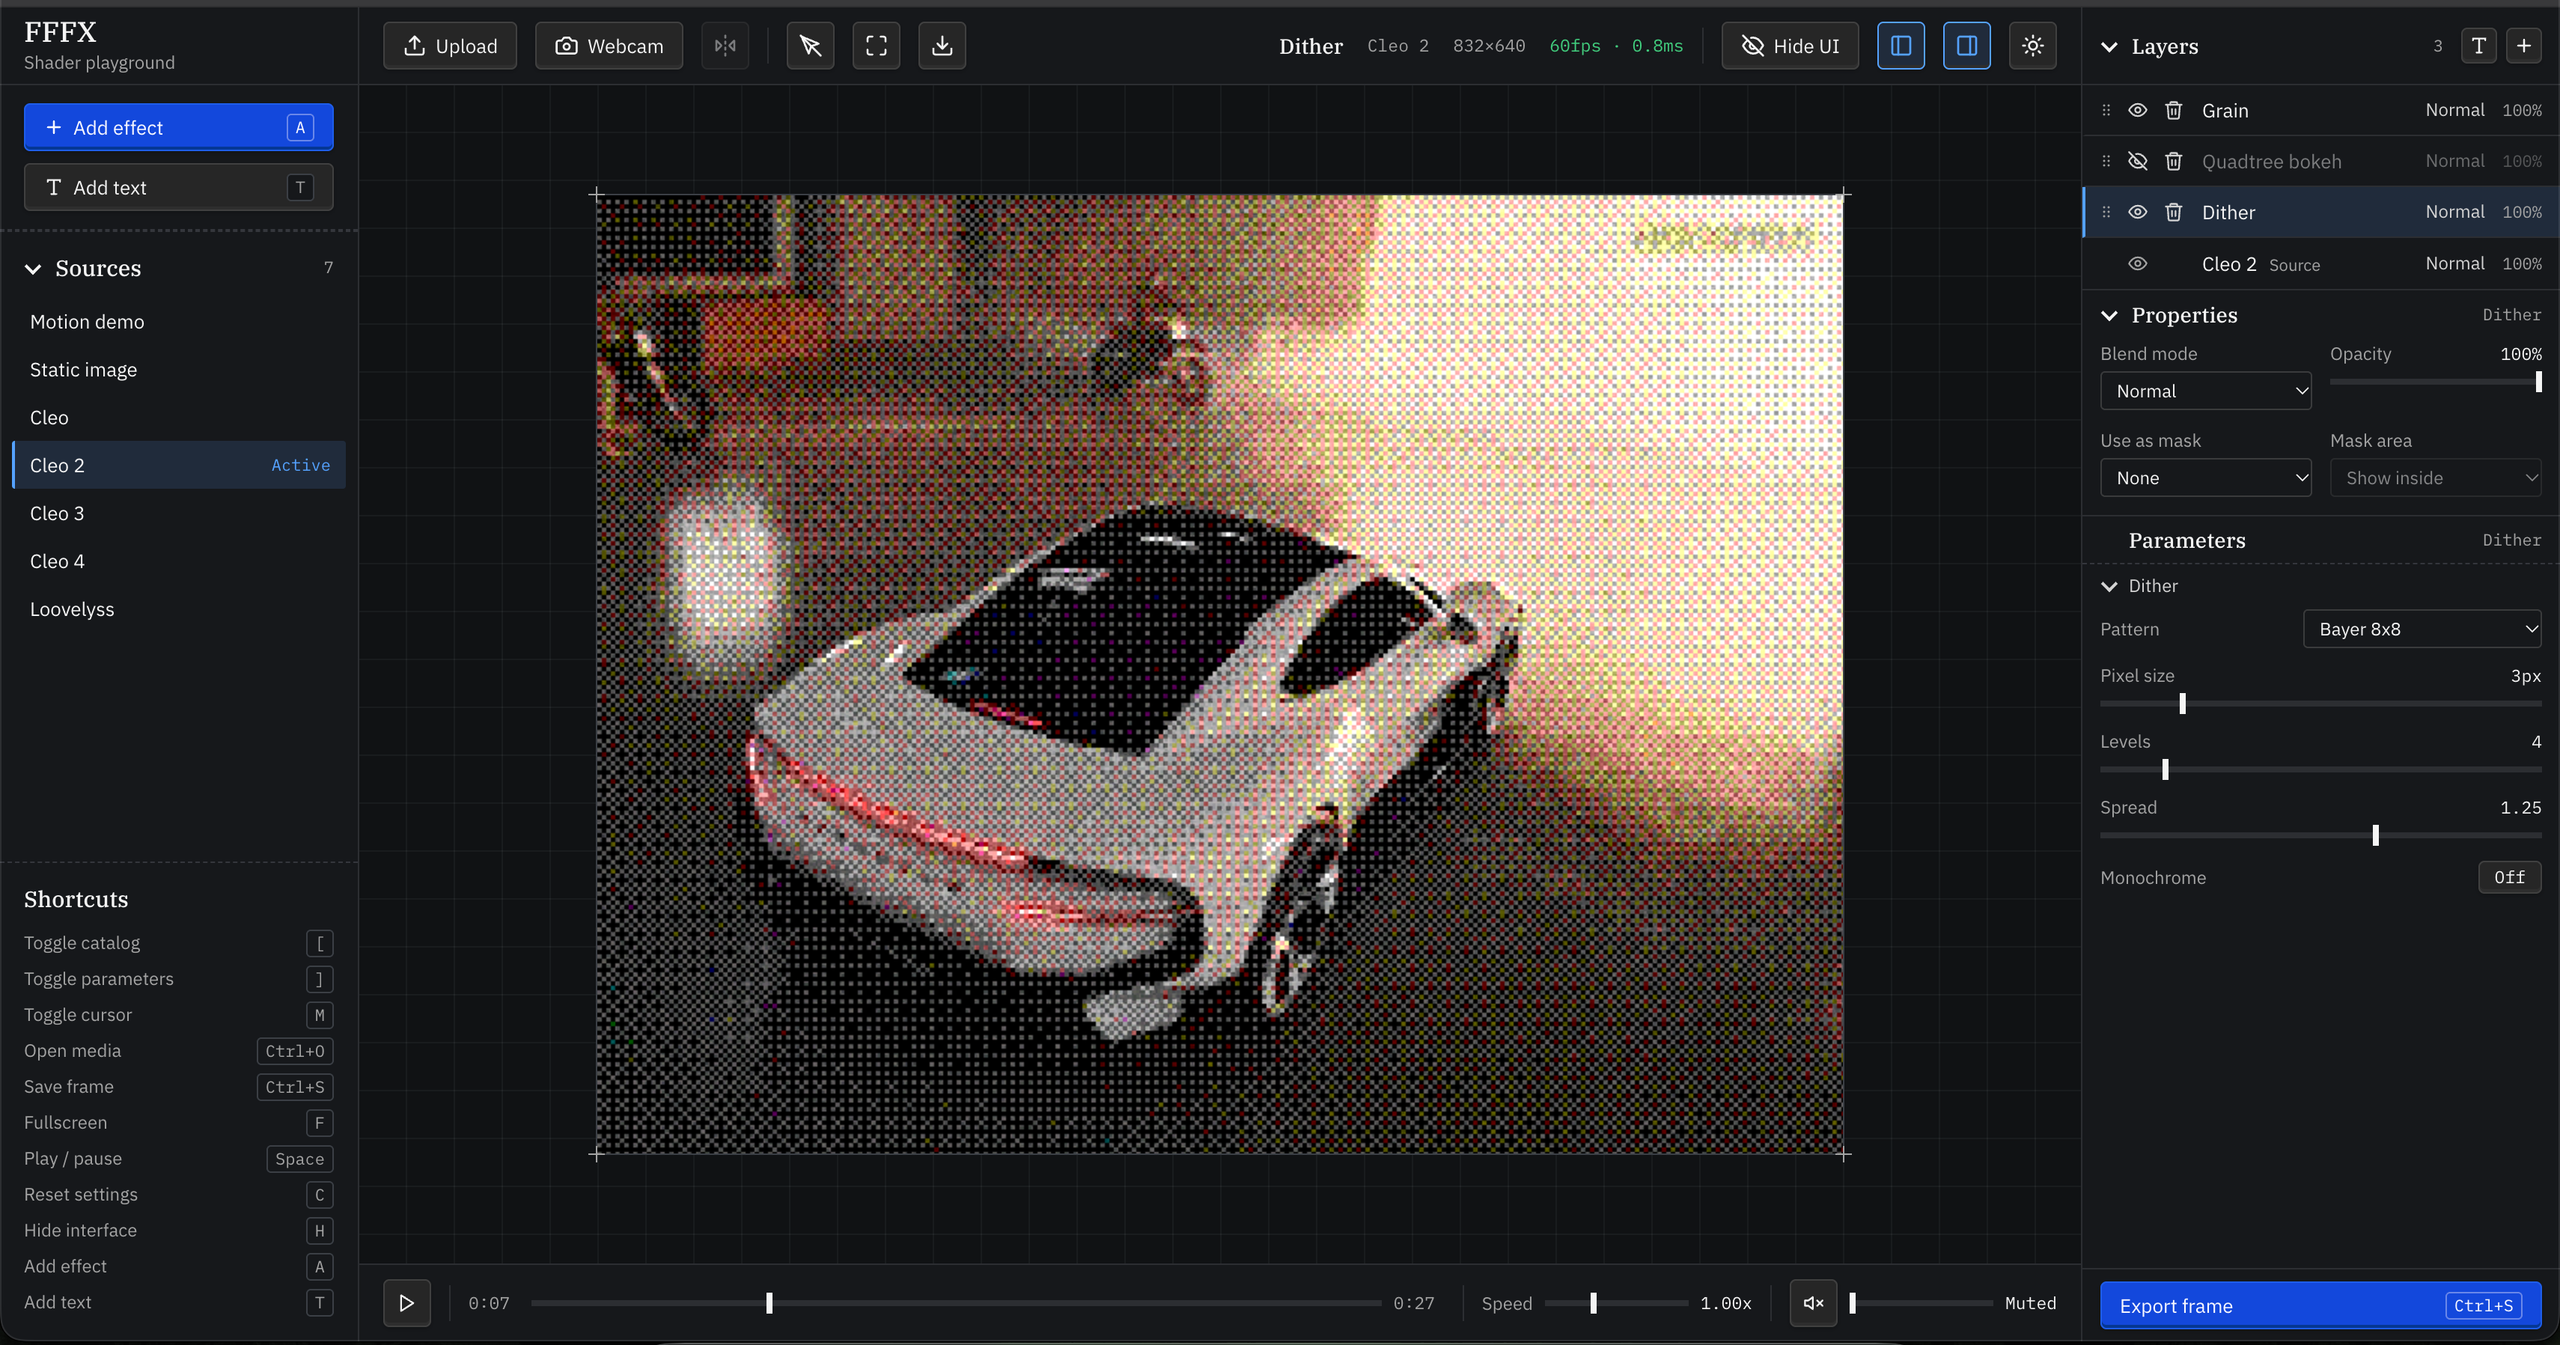 FFFX
Shader playground
Add effect A
Add text T
Sources 7
Motion demo
Static image
Cleo
Cleo 2 Active
Cleo 3
Cleo 4
Loovelyss
Shortcuts
Toggle catalog [
Toggle parameters ]
Toggle cursor M
Open media Ctrl+O
Save frame Ctrl+S
Fullscreen F
Play / pause Space
Reset settings C
Hide interface H
Add effect A
Add text T
Upload Webcam Dither Cleo 2 832×640 60fps · 0.8ms Hide UI
0:07 0:27 Speed 1.00x Muted
Layers 3 T
Grain Normal 100%
Quadtree bokeh Normal 100%
Dither Normal 100%
Cleo 2 Source Normal 100%
Properties Dither
Blend mode Opacity 100%
Normal
Use as mask Mask area
None Show inside
Parameters Dither
Dither
Pattern Bayer 8x8
Pixel size 3px
Levels 4
Spread 1.25
Monochrome Off
Export frame Ctrl+S